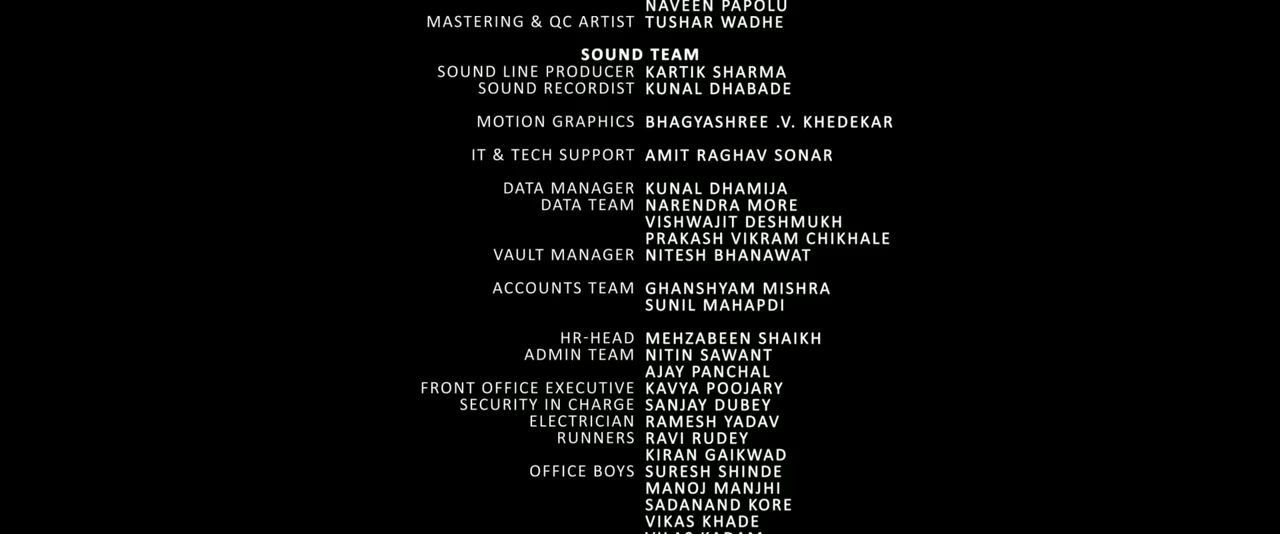 NAVEEN PAPOLU
MASTERING & QC ARTIST TUSHAR WADHE
SOUND TEAM
SOUND LINE PRODUCER KARTIK SHARMA
SOUND RECORDIST KUNAL DHABADE
MOTION GRAPHICS BHAGYASHREE .V. KHEDEKAR
IT & TECH SUPPORT AMIT RAGHAV SONAR
DATA MANAGER KUNAL DHAMIJA
DATA TEAM NARENDRA MORE
VISHWAJIT DESHMUKH
PRAKASH VIKRAM CHIKHALE
VAULT MANAGER NITESH BHANAWAT
ACCOUNTS TEAM GHANSHYAM MISHRA
SUNIL MAHAPDI
HR-HEAD MEHZABEEN SHAIKH
ADMIN TEAM NITIN SAWANT
AJAY PANCHAL
FRONT OFFICE EXECUTIVE KAVYA POOJARY
SECURITY IN CHARGE SANJAY DUBEY
ELECTRICIAN RAMESH YADAV
RUNNERS RAVI RUDEY
KIRAN GAIKWAD
OFFICE BOYS SURESH SHINDE
MANOJ MANJHI
SADANAND KORE
VIKAS KHADE